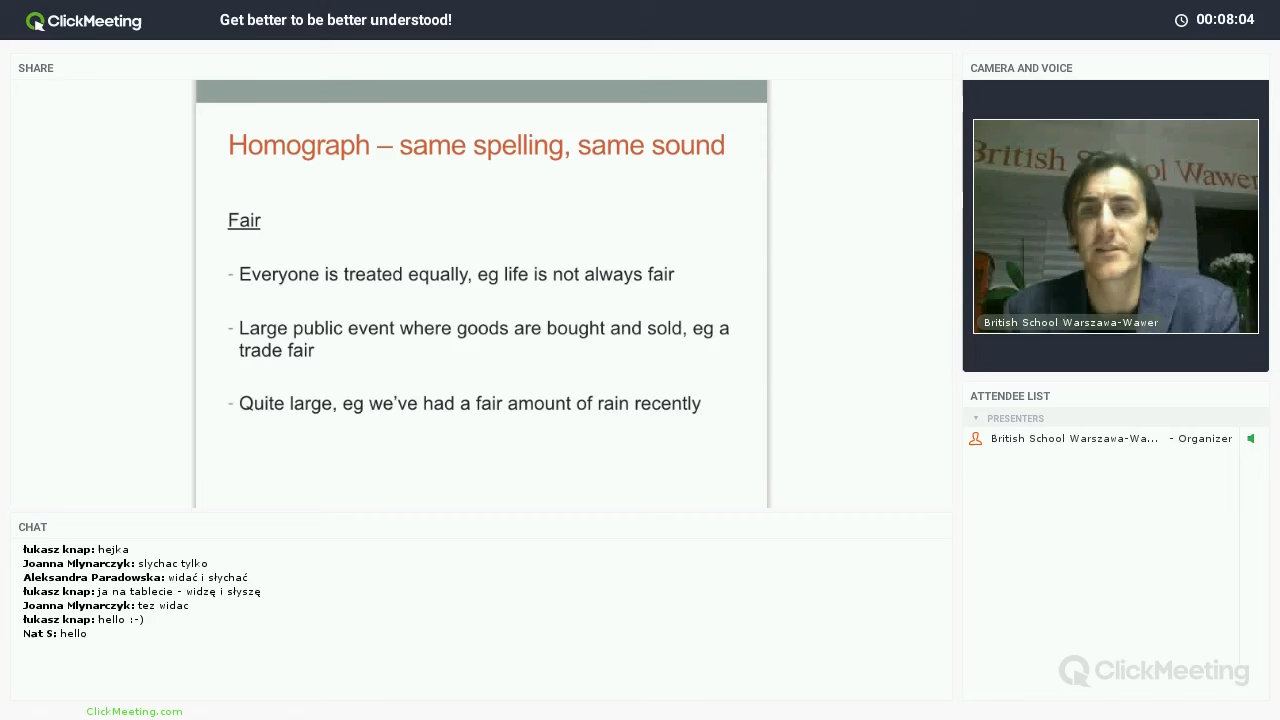 ClickMeeting
Get better to be better understood!
00:08:04
SHARE
Homograph – same spelling, same sound
Fair
- Everyone is treated equally, eg life is not always fair
- Large public event where goods are bought and sold, eg a
trade fair
- Quite large, eg we've had a fair amount of rain recently
CAMERA AND VOICE
British School Wawer
British School Warszawa-Wawer
ATTENDEE LIST
PRESENTERS
British School Warszawa-Wa... - Organizer
CHAT
łukasz knap: hejka
Joanna Mlynarczyk: slychac tylko
Aleksandra Paradowska: widać i słychać
łukasz knap: ja na tablecie - widzę i słyszę
Joanna Mlynarczyk: tez widac
łukasz knap: hello :-)
Nat S: hello
ClickMeeting
ClickMeeting.com